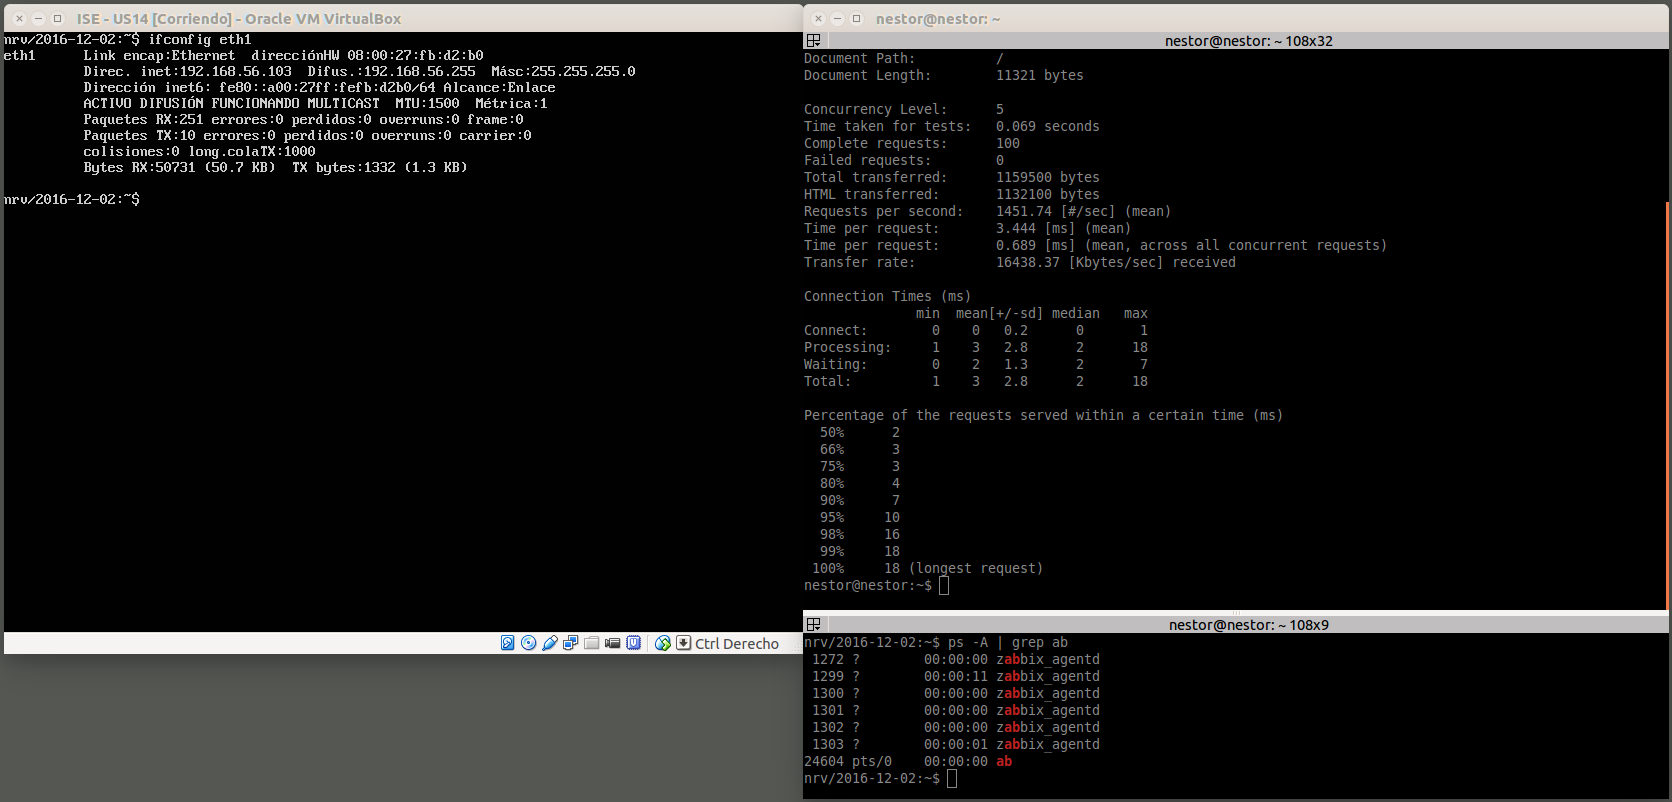 ISE - US14 [Corriendo] - Oracle VM VirtualBox
nrv/2016-12-02:~$ ifconfig eth1
eth1      Link encap:Ethernet  direcciónHW 08:00:27:fb:d2:b0
          Direc. inet:192.168.56.103  Difus.:192.168.56.255  Másc:255.255.255.0
          Dirección inet6: fe80::a00:27ff:fefb:d2b0/64 Alcance:Enlace
          ACTIVO DIFUSIÓN FUNCIONANDO MULTICAST  MTU:1500  Métrica:1
          Paquetes RX:251 errores:0 perdidos:0 overruns:0 frame:0
          Paquetes TX:10 errores:0 perdidos:0 overruns:0 carrier:0
          colisiones:0 long.colaTX:1000
          Bytes RX:50731 (50.7 KB)  TX bytes:1332 (1.3 KB)
nrv/2016-12-02:~$
Ctrl Derecho
nestor@nestor: ~
nestor@nestor: ~ 108x32
Document Path:          /
Document Length:        11321 bytes
Concurrency Level:      5
Time taken for tests:   0.069 seconds
Complete requests:      100
Failed requests:        0
Total transferred:      1159500 bytes
HTML transferred:       1132100 bytes
Requests per second:    1451.74 [#/sec] (mean)
Time per request:       3.444 [ms] (mean)
Time per request:       0.689 [ms] (mean, across all concurrent requests)
Transfer rate:          16438.37 [Kbytes/sec] received
Connection Times (ms)
              min  mean[+/-sd] median   max
Connect:        0    0   0.2      0       1
Processing:     1    3   2.8      2      18
Waiting:        0    2   1.3      2       7
Total:          1    3   2.8      2      18
Percentage of the requests served within a certain time (ms)
  50%      2
  66%      3
  75%      3
  80%      4
  90%      7
  95%     10
  98%     16
  99%     18
 100%     18 (longest request)
nestor@nestor:~$
nestor@nestor: ~ 108x9
nrv/2016-12-02:~$ ps -A | grep ab
 1272 ?        00:00:00 zabbix_agentd
 1299 ?        00:00:11 zabbix_agentd
 1300 ?        00:00:00 zabbix_agentd
 1301 ?        00:00:00 zabbix_agentd
 1302 ?        00:00:00 zabbix_agentd
 1303 ?        00:00:01 zabbix_agentd
24604 pts/0    00:00:00 ab
nrv/2016-12-02:~$